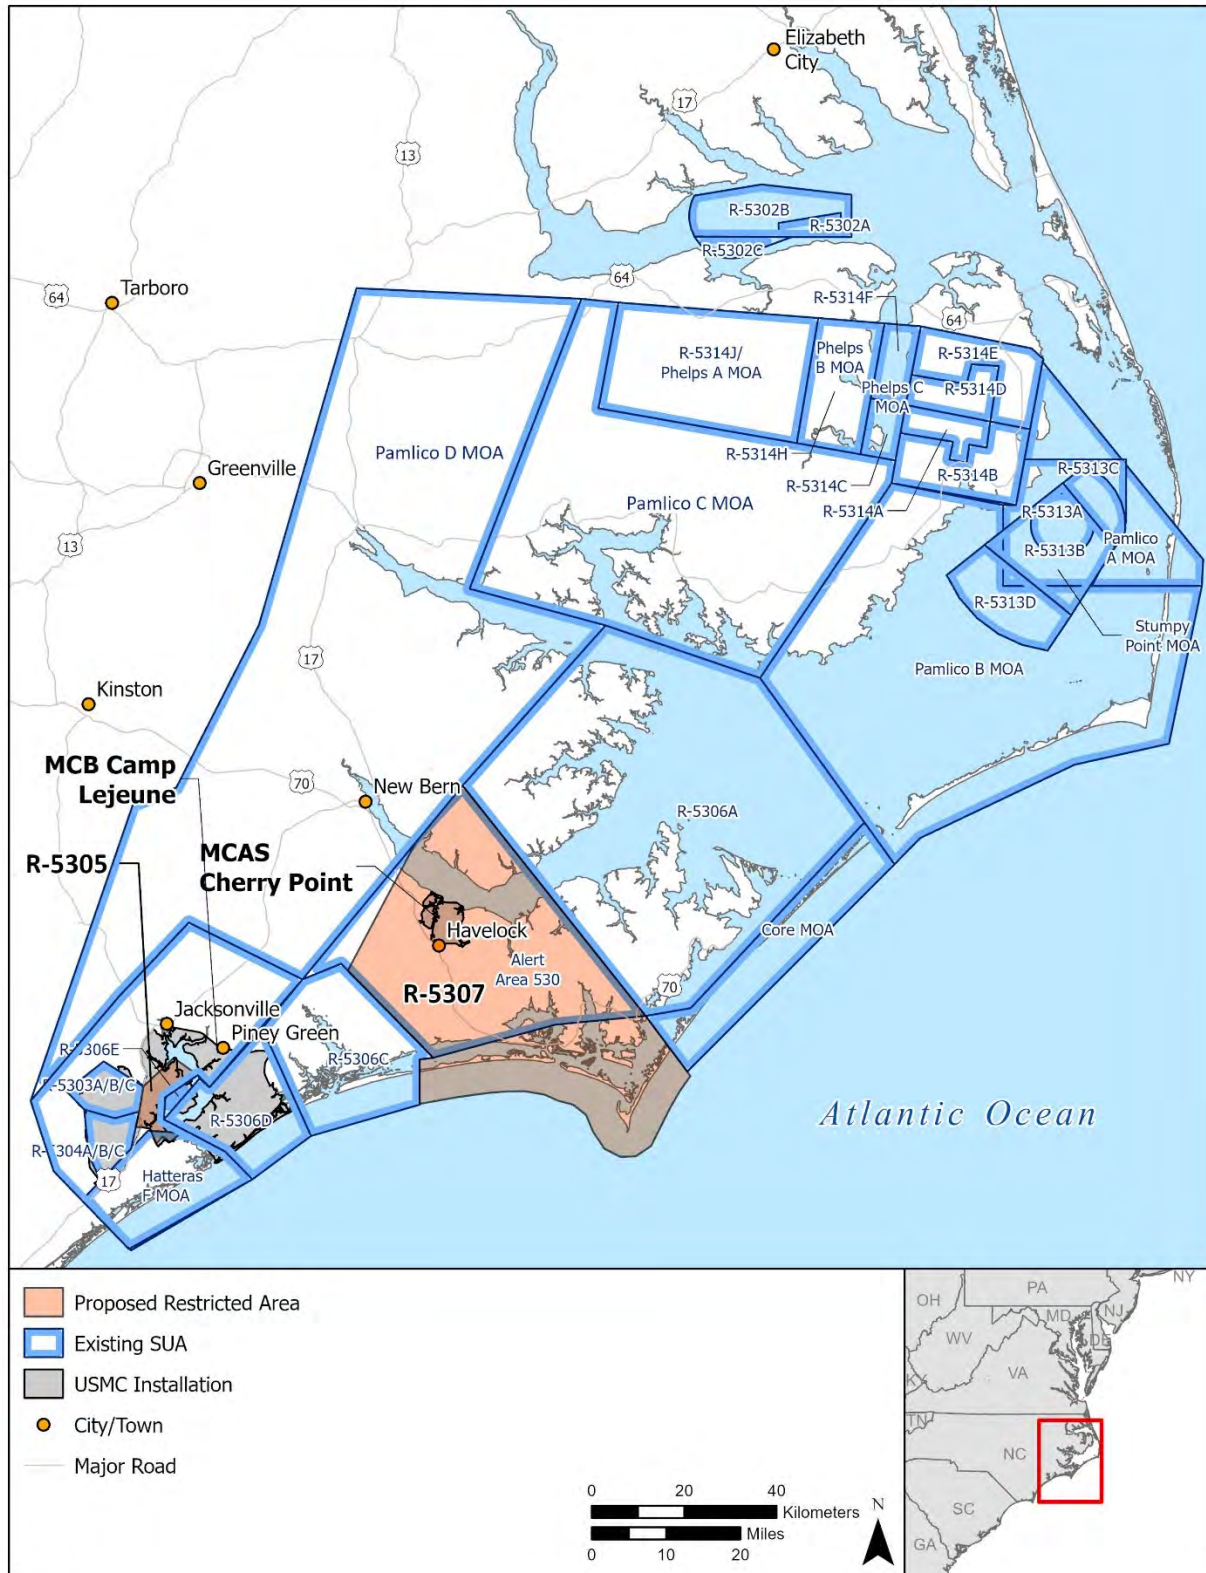 Elizabeth
City
17
13
R-5302B
R-5302A
R-5302C
64
Tarboro
64
R-5314F
64
R-5314J/
Phelps A MOA
Phelps
B MOA
R-5314E
Phelps C
MOA
R-5314D
Pamlico D MOA
R-5314H
R-5313C
Greenville
R-5314C
R-5314B
Pamlico C MOA
R-5314A
R-5313A
13
R-5313B
Pamlico
A MOA
R-5313D
Stumpy
Point MOA
17
Pamlico B MOA
Kinston
MCB Camp
Lejeune
70
New Bern
R-5306A
R-5305
MCAS
Cherry Point
Havelock
Core MOA
Alert
Area 530
R-5307
70
Jacksonville
Piney Green
R-5306E
R-5306C
R-5303A/B/C
R-5306D
Atlantic Ocean
R-5304A/B/C
17
Hatteras
F MOA
Proposed Restricted Area
Existing SUA
USMC Installation
City/Town
Major Road
0 20 40
Kilometers
Miles
0 10 20
N
NY
PA
OH
NJ
MD
DE
WV
VA
KY
TN
NC
SC
GA